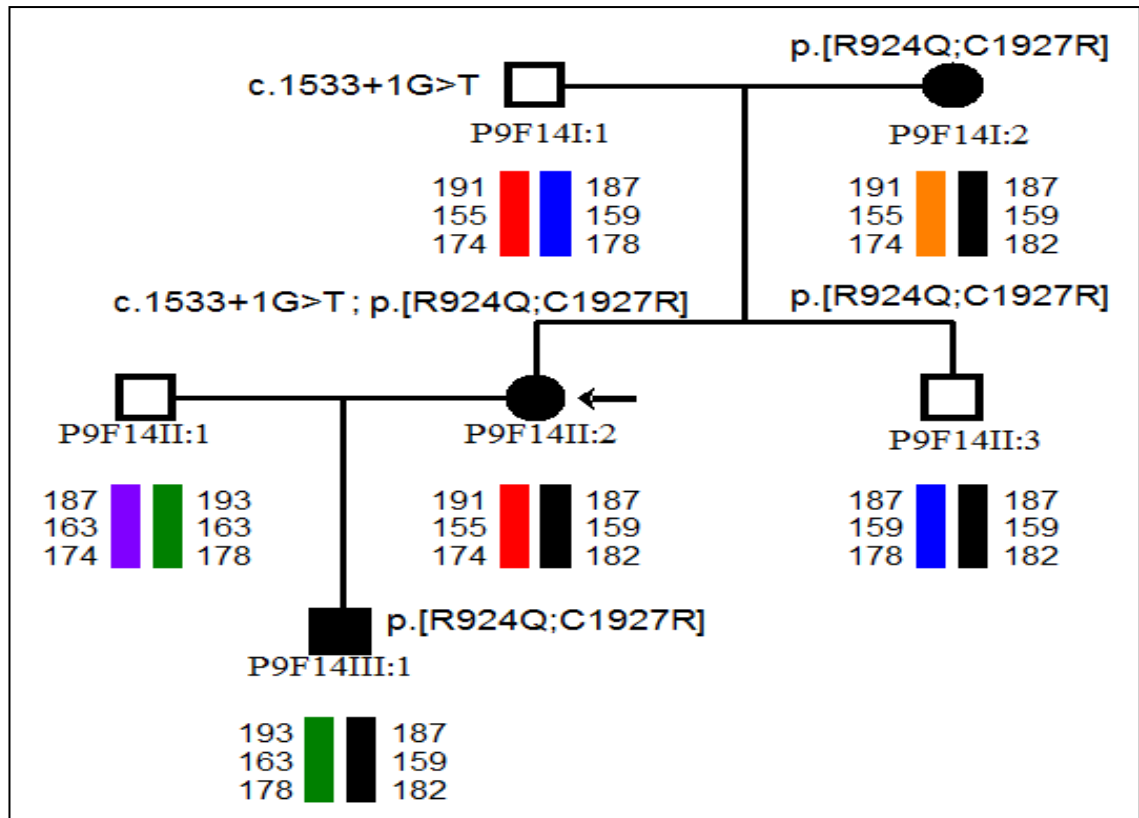 p.[R924Q;C1927R]
c.1533+1G>T
P9F14I:1
P9F14I:2
191 187
155 159
174 178
191 187
155 159
174 182
c.1533+1G>T ; p.[R924Q;C1927R]
p.[R924Q;C1927R]
P9F14II:1
P9F14II:2
P9F14II:3
187 193
163 163
174 178
191 187
155 159
174 182
187 187
159 159
178 182
p.[R924Q;C1927R]
P9F14III:1
193 187
163 159
178 182